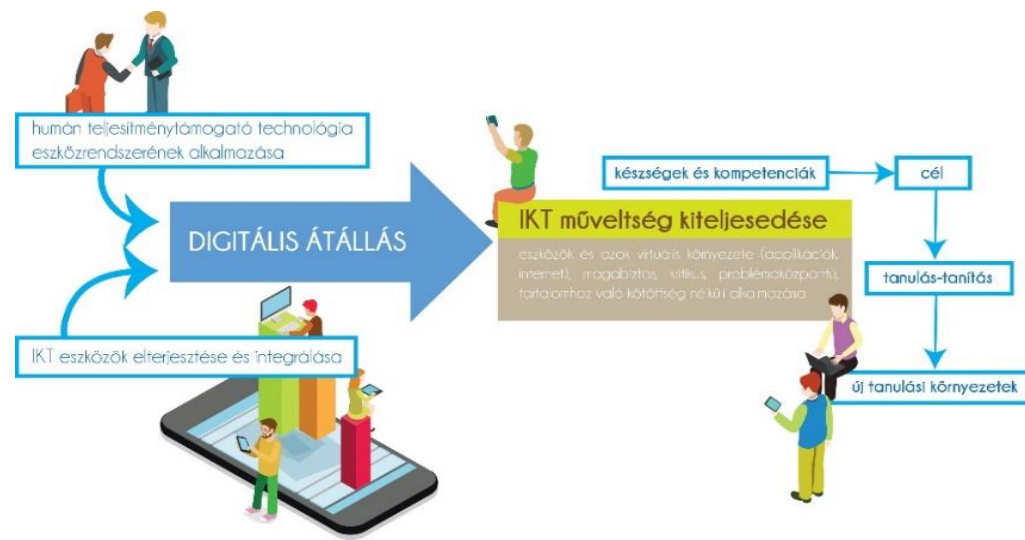 humán teljesítménytámogató technológia
eszközrendszerének alkalmazása
DIGITÁLIS ÁTÁLLÁS
IKT eszközök elterjesztése és integrálása
készségek és kompetenciák
cél
IKT műveltség kiteljesedése
eszközök és azok virtuális környezete (applikációk,
internet), magabiztos, kritikus, problémaközpontú,
tartalomhoz való kötöttség nélküli alkalmazása
tanulás-tanítás
új tanulási környezetek